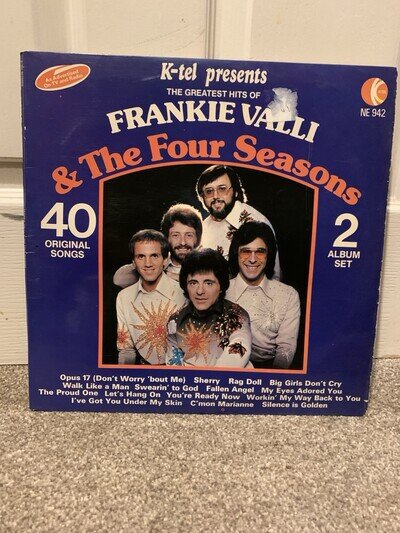 As Advertised
On TV and Radio
K-tel presents
THE GREATEST HITS OF
FRANKIE VALLI
& The Four Seasons
K
NE 942
40
ORIGINAL
SONGS
2
ALBUM
SET
Opus 17 (Don't Worry 'bout Me) Sherry Rag Doll Big Girls Don't Cry
Walk Like a Man Swearin' to God Fallen Angel My Eyes Adored You
The Proud One Let's Hang On You're Ready Now Workin' My Way Back to You
I've Got You Under My Skin C'mon Marianne Silence is Golden